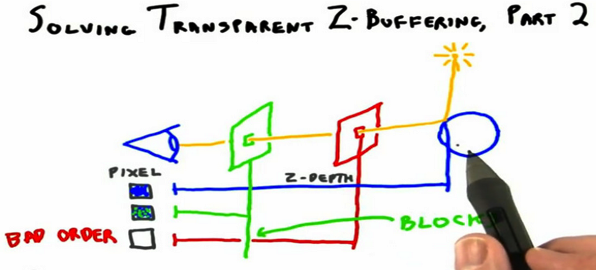 SOLVING TRANSPARENT Z-BUFFERING, PART 2
PIXEL
Z-DEPTH
BLOCK
BAD ORDER